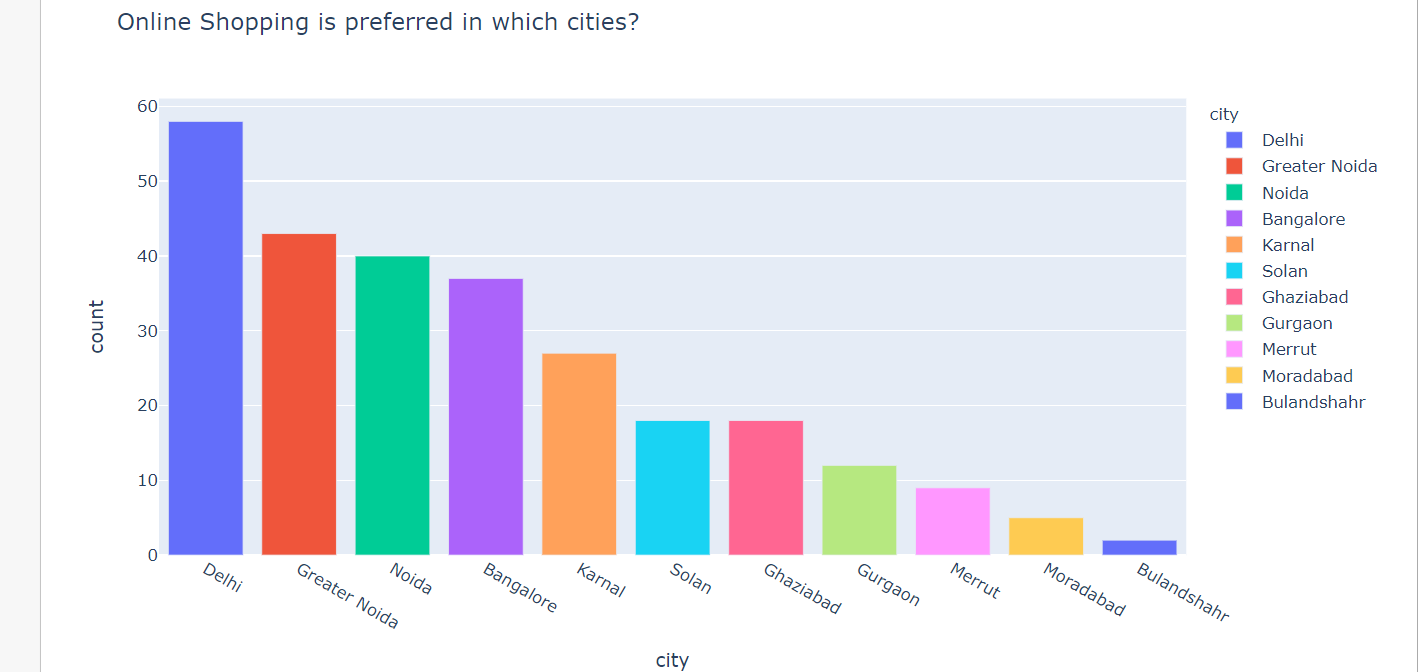 Online Shopping is preferred in which cities?
60
50
40
30
20
10
0
count
Delhi
Greater Noida
Noida
Bangalore
Karnal
Solan
Ghaziabad
Gurgaon
Merrut
Moradabad
Bulandshahr
city
city
Delhi
Greater Noida
Noida
Bangalore
Karnal
Solan
Ghaziabad
Gurgaon
Merrut
Moradabad
Bulandshahr